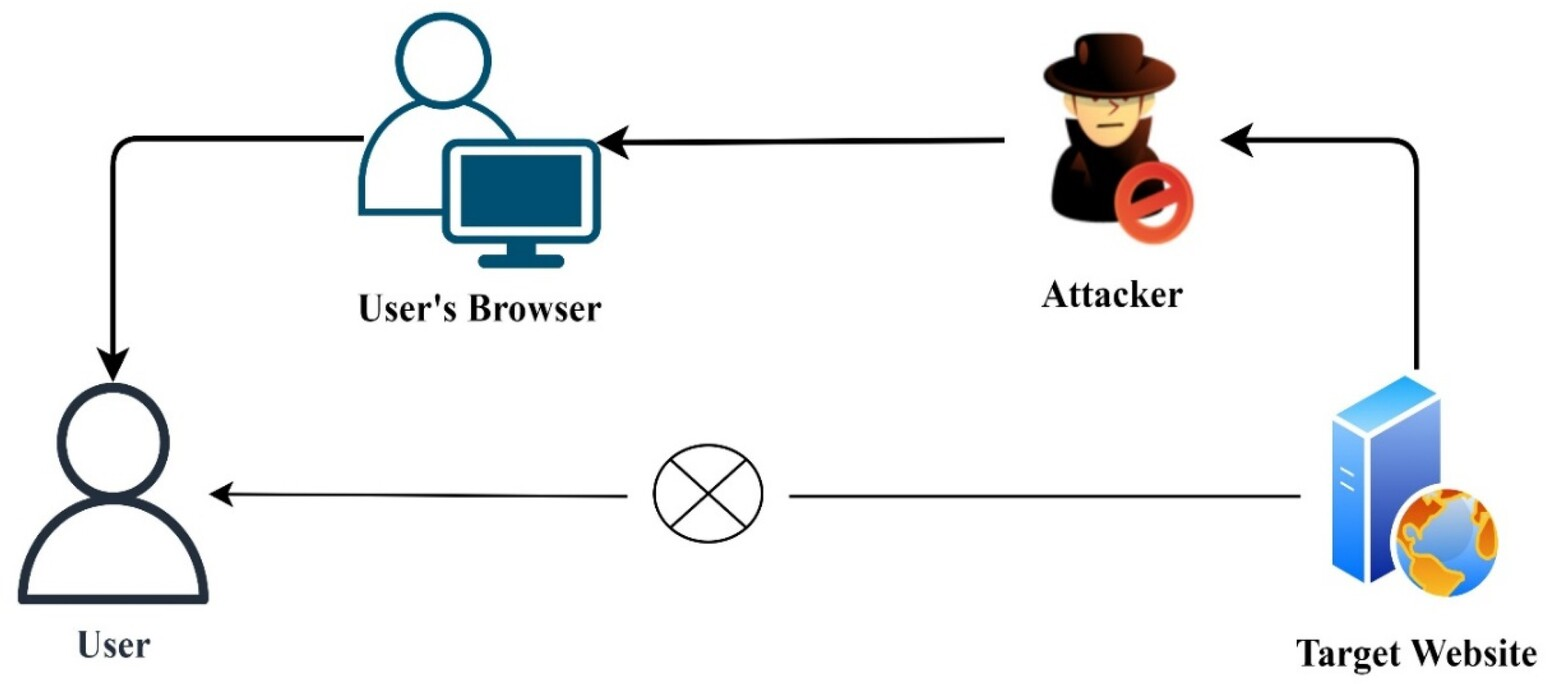 User's Browser
Attacker
User
Target Website